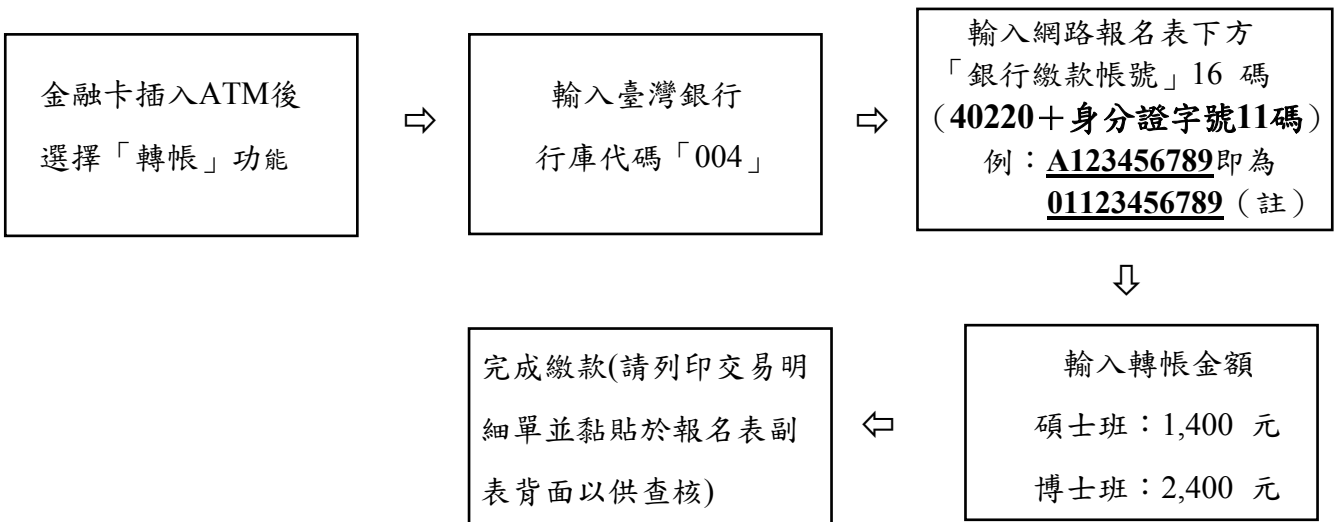 金融卡插入ATM後
選擇「轉帳」功能
⇨
輸入臺灣銀行
行庫代碼「004」
⇨
輸入網路報名表下方
「銀行繳款帳號」16 碼
（40220＋身分證字號11碼）
例：A123456789即為
01123456789（註）
⇩
輸入轉帳金額
碩士班：1,400 元
博士班：2,400 元
⇦
完成繳款(請列印交易明
細單並黏貼於報名表副
表背面以供查核)